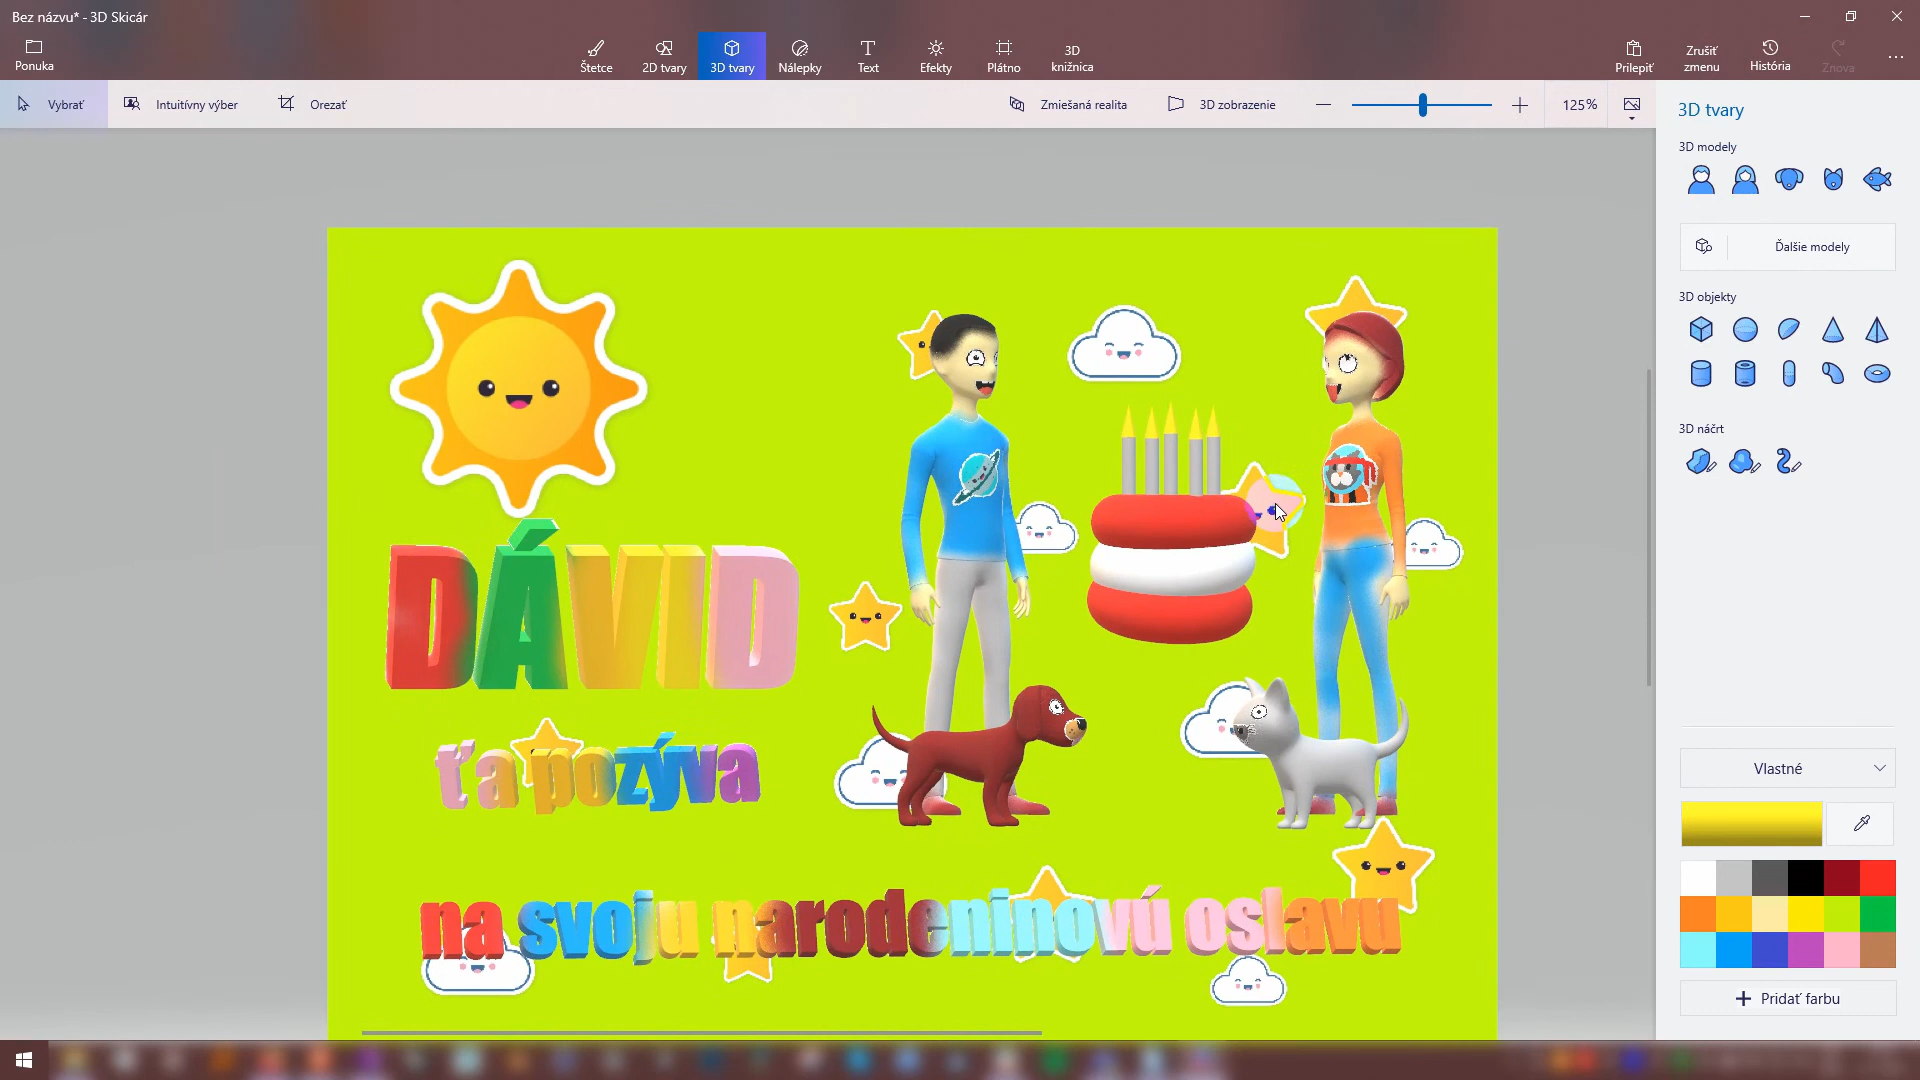 Bez názvu* - 3D Skicár
Ponuka
Štetce
2D tvary
3D tvary
Nálepky
Text
Efekty
Plátno
3D knižnica
Prilepiť
Zrušiť zmenu
História
Znova
Vybrať
Intuitívny výber
Orezať
Zmiešaná realita
3D zobrazenie
125%
3D tvary
3D modely
Ďalšie modely
3D objekty
3D náčrt
Vlastné
Pridať farbu
DÁVID
ťa pozýva
na svoju narodeninovú oslavu